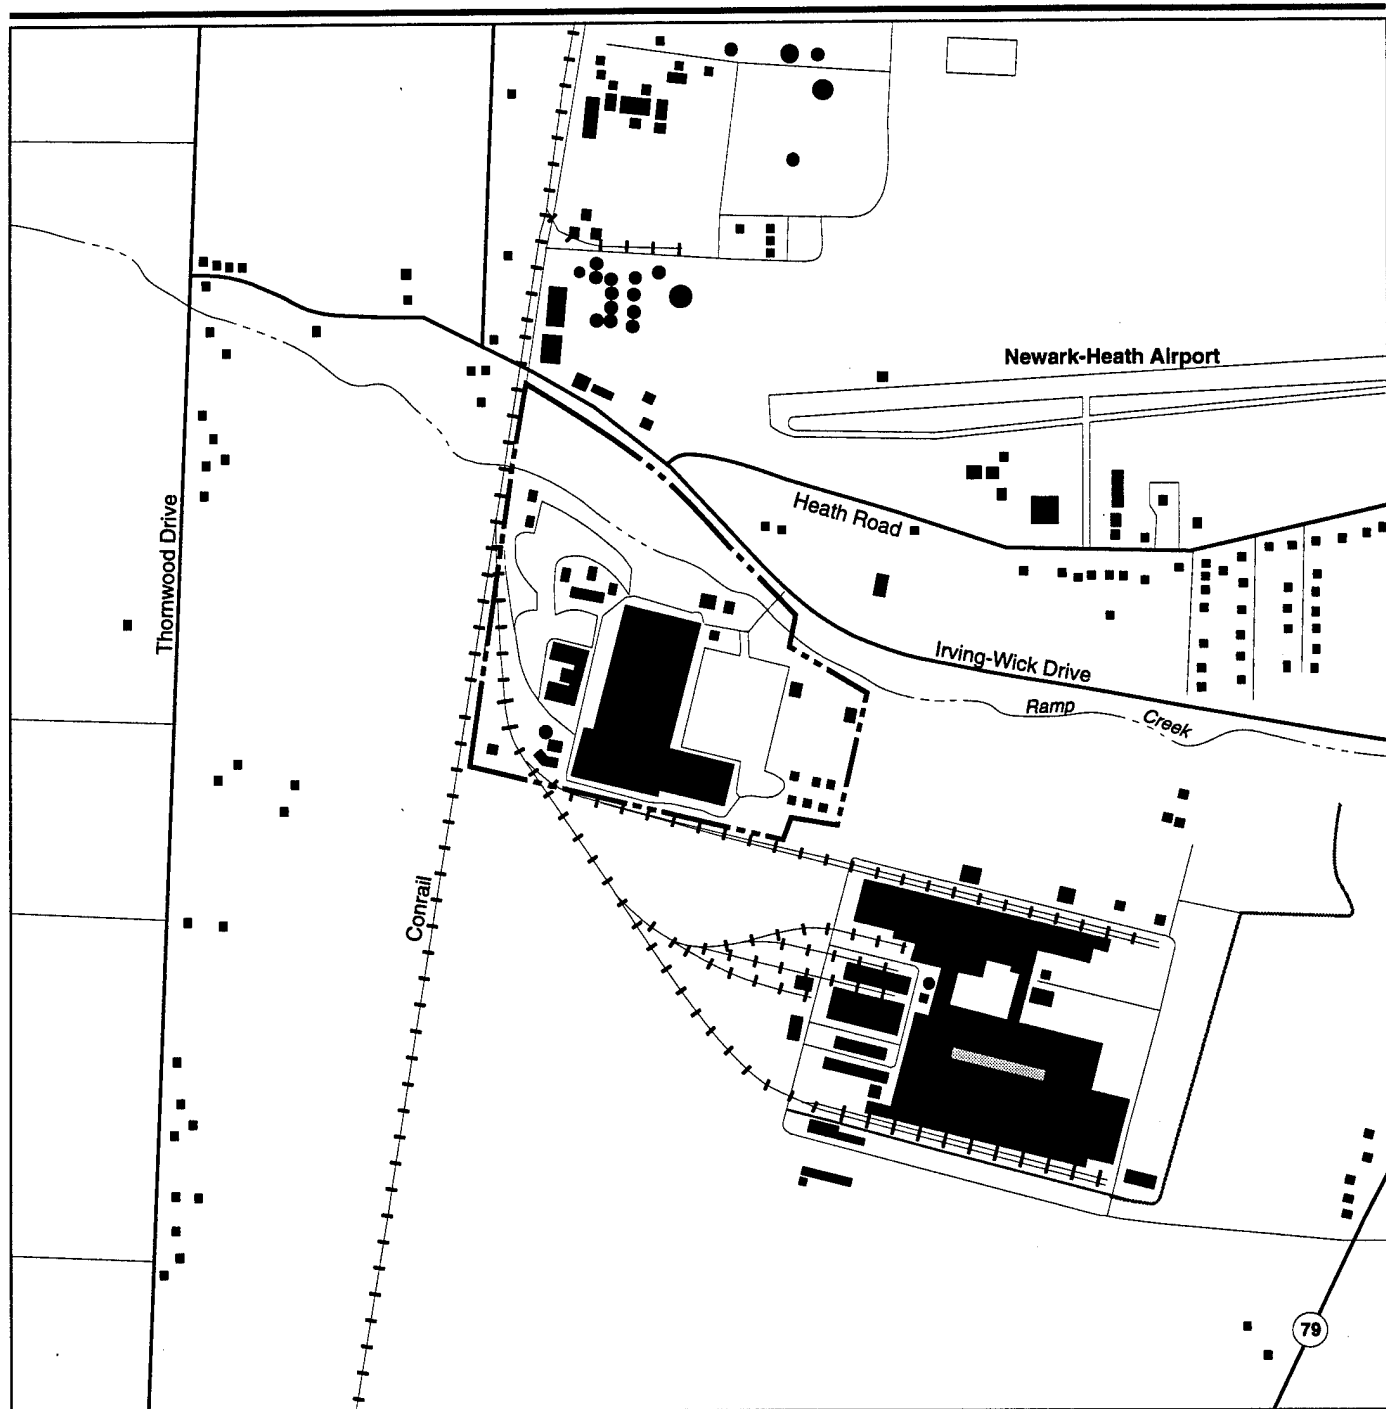 Newark-Heath Airport
Heath Road
Thornwood Drive
Irving-Wick Drive
Ramp Creek
Conrail
79